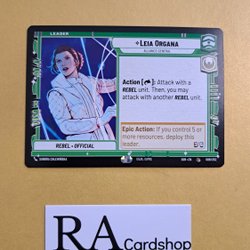 LEADER
Leia Organa
ALLIANCE GENERAL
Action [ ]: Attack with a
REBEL unit. Then, you may
attack with another REBEL unit.
Epic Action: If you control 5 or
more resources, deploy this
leader.
REBEL • OFFICIAL
RA
Cardshop